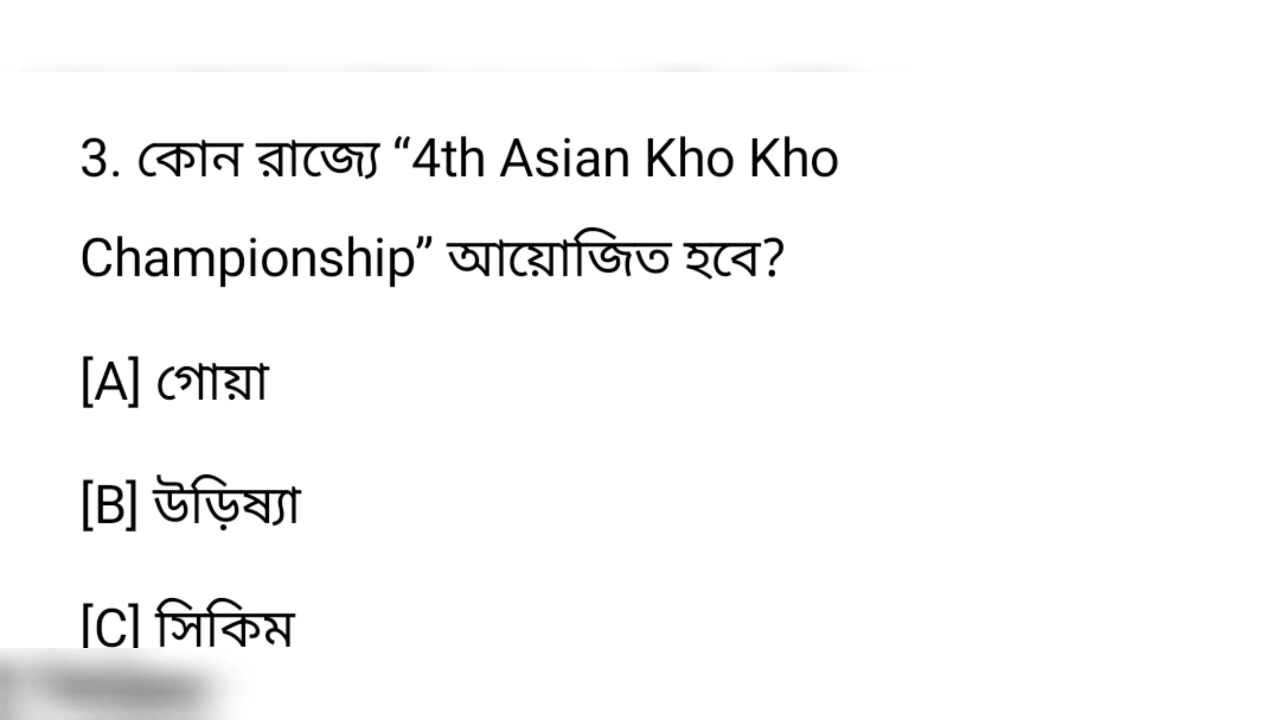 3. কোন রাজ্যে “4th Asian Kho Kho
Championship” আয়োজিত হবে?
[A] গোয়া
[B] উড়িষ্যা
[C] সিকিম